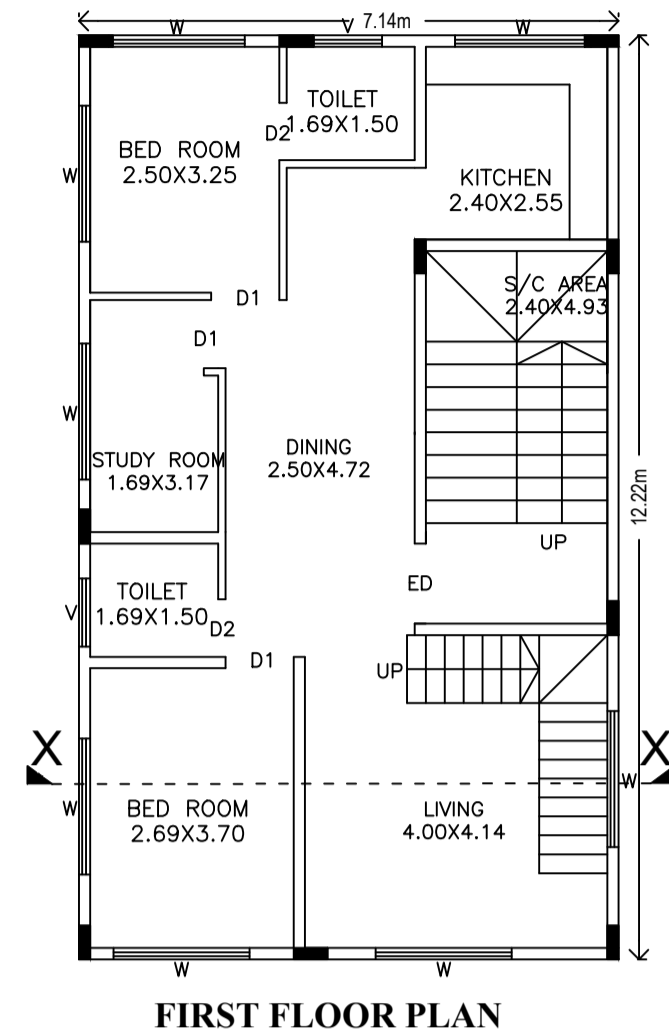 7.14m
W
V
W
TOILET
1.69X1.50
D2
BED ROOM
2.50X3.25
W
KITCHEN
2.40X2.55
S/C AREA
2.40X4.93
D1
D1
W
DINING
2.50X4.72
STUDY ROOM
1.69X3.17
12.22m
UP
ED
TOILET
1.69X1.50
V
D2
D1
UP
X
X
W
W
BED ROOM
2.69X3.70
LIVING
4.00X4.14
W
W
FIRST FLOOR PLAN